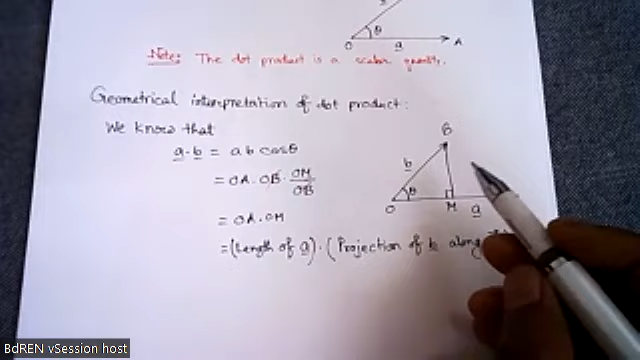 O θ a A
Note: The dot product is a scalar quantity.
Geometrical interpretation of dot product:
We know that
a·b = ab cosθ
= OA·OB·OM/OB
= OA·OM
= (Length of a)·(Projection of b along
B
b
θ
O M a
BdREN vSession host